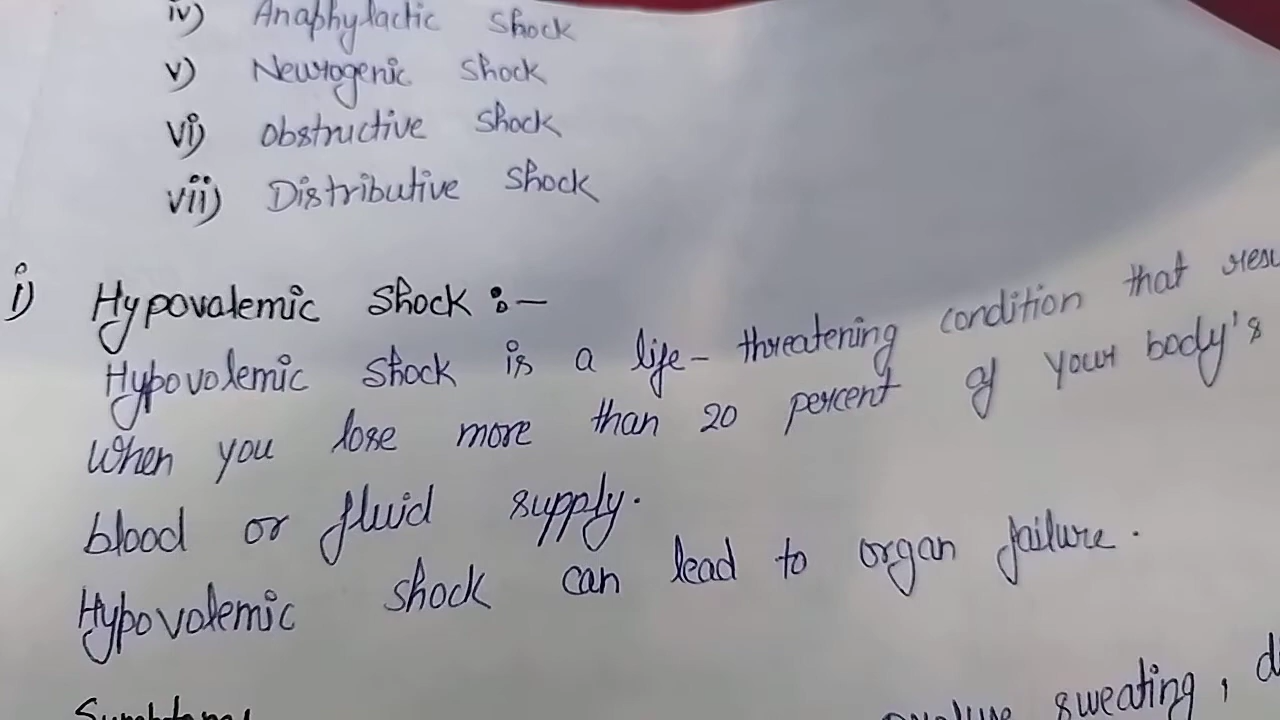 iv) Anaphylactic shock
v) Neurogenic shock
vi) obstructive shock
vii) Distributive shock
i) Hypovalemic shock :-
Hypovolemic shock is a life-threatening condition that
When you lose more than 20 percent of your body's
blood or fluid supply.
Hypovolemic shock can lead to organ failure.
sweating,